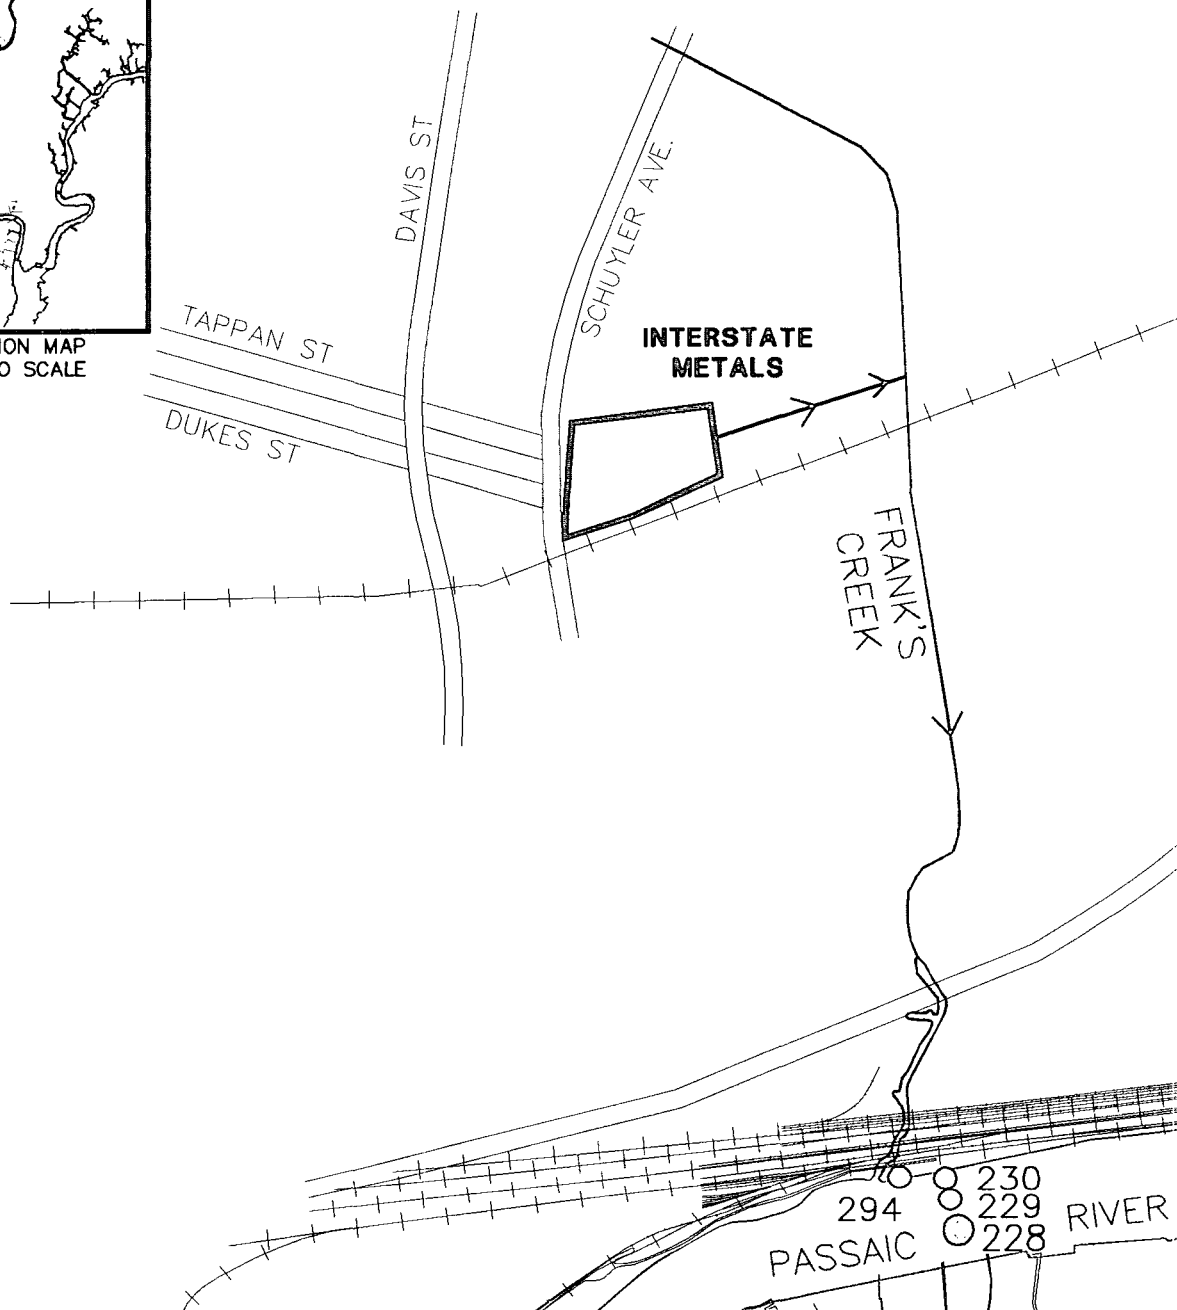 ION MAP
O SCALE
DAVIS ST
SCHUYLER AVE.
TAPPAN ST
DUKES ST
INTERSTATE
METALS
FRANK'S
CREEK
230
229
228
294
PASSAIC RIVER